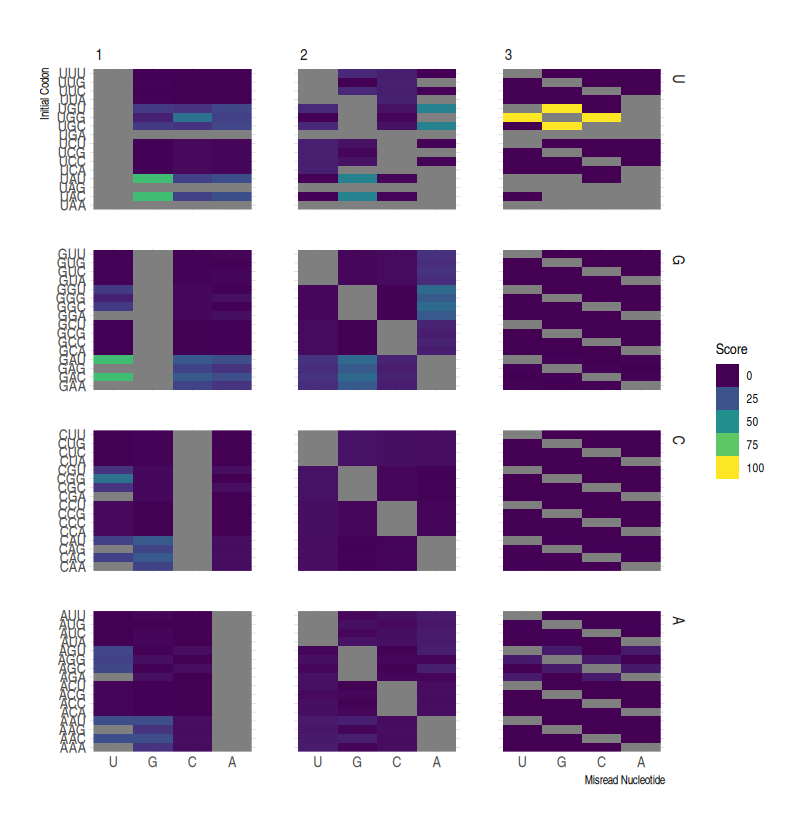 1 2 3
Initial Codon
UUU
UUG
UUC
UUA
UGU
UGG
UGC
UGA
UCU
UCG
UCC
UCA
UAU
UAG
UAC
UAA
U
GUU
GUG
GUC
GUA
GGU
GGG
GGC
GGA
GCU
GCG
GCC
GCA
GAU
GAG
GAC
GAA
G
Score
0
25
50
75
100
CUU
CUG
CUC
CUA
CGU
CGG
CGC
CGA
CCU
CCG
CCC
CCA
CAU
CAG
CAC
CAA
C
AUU
AUG
AUC
AUA
AGU
AGG
AGC
AGA
ACU
ACG
ACC
ACA
AAU
AAG
AAC
AAA
A
U G C A U G C A U G C A
Misread Nucleotide